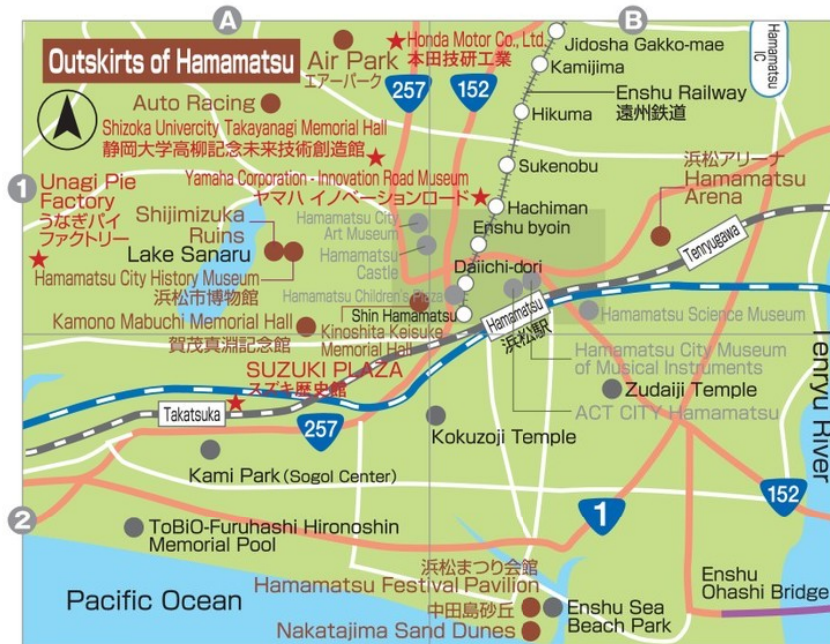 A
B
Outskirts of Hamamatsu
Air Park
エアーパーク
Honda Motor Co., Ltd.
本田技研工業
257
152
Jidosha Gakko-mae
Kamijima
Hamamatsu
IC
Enshu Railway
遠州鉄道
Hikuma
Auto Racing
Shizoka Univercity Takayanagi Memorial Hall
静岡大学高柳記念未来技術創造館
Sukenobu
浜松アリーナ
Hamamatsu
Arena
1
Unagi Pie
Factory
うなぎパイ
ファクトリー
Yamaha Corporation - Innovation Road Museum
ヤマハ イノベーションロード
Hachiman
Shijimizuka
Ruins
Lake Sanaru
Hamamatsu City
Art Museum
Enshu byoin
Hamamatsu
Castle
Tenryugawa
Hamamatsu City History Museum
浜松市博物館
Daiichi-dori
Hamamatsu Children's Plaza
Shin Hamamatsu
Hamamatsu
浜松駅
Hamamatsu Science Museum
Kamono Mabuchi Memorial Hall
賀茂真淵記念館
Kinoshita Keisuke
Memorial Hall
Hamamatsu City Museum
of Musical Instruments
SUZUKI PLAZA
スズキ歴史館
Zudaiji Temple
ACT CITY Hamamatsu
Tenryu River
Takatsuka
257
Kokuzoji Temple
Kami Park (Sogol Center)
152
2
1
ToBiO-Furuhashi Hironoshin
Memorial Pool
浜松まつり会館
Hamamatsu Festival Pavilion
Enshu
Ohashi Bridge
Pacific Ocean
中田島砂丘
Nakatajima Sand Dunes
Enshu Sea
Beach Park